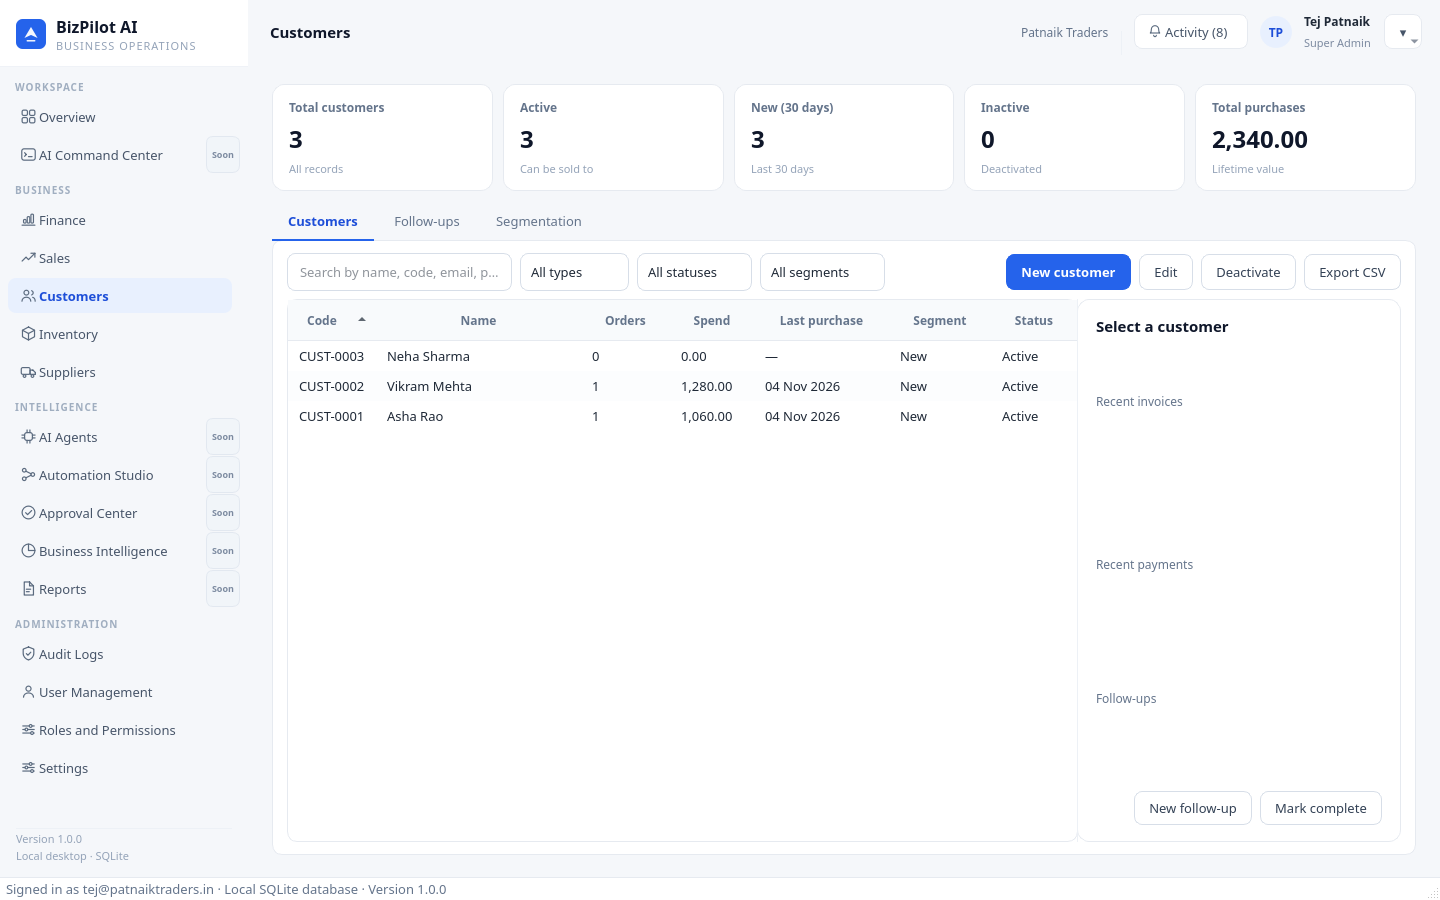 BizPilot AI
BUSINESS OPERATIONS
WORKSPACE
Overview
AI Command Center Soon
BUSINESS
Finance
Sales
Customers
Inventory
Suppliers
INTELLIGENCE
AI Agents Soon
Automation Studio Soon
Approval Center Soon
Business Intelligence Soon
Reports Soon
ADMINISTRATION
Audit Logs
User Management
Roles and Permissions
Settings
Version 1.0.0
Local desktop · SQLite
Customers
Patnaik Traders
Activity (8)
TP
Tej Patnaik
Super Admin
Total customers
3
All records
Active
3
Can be sold to
New (30 days)
3
Last 30 days
Inactive
0
Deactivated
Total purchases
2,340.00
Lifetime value
Customers Follow-ups Segmentation
Search by name, code, email, p... All types All statuses All segments New customer Edit Deactivate Export CSV
Code Name Orders Spend Last purchase Segment Status
CUST-0003 Neha Sharma 0 0.00 — New Active
CUST-0002 Vikram Mehta 1 1,280.00 04 Nov 2026 New Active
CUST-0001 Asha Rao 1 1,060.00 04 Nov 2026 New Active
Select a customer
Recent invoices
Recent payments
Follow-ups
New follow-up Mark complete
Signed in as tej@patnaiktraders.in · Local SQLite database · Version 1.0.0